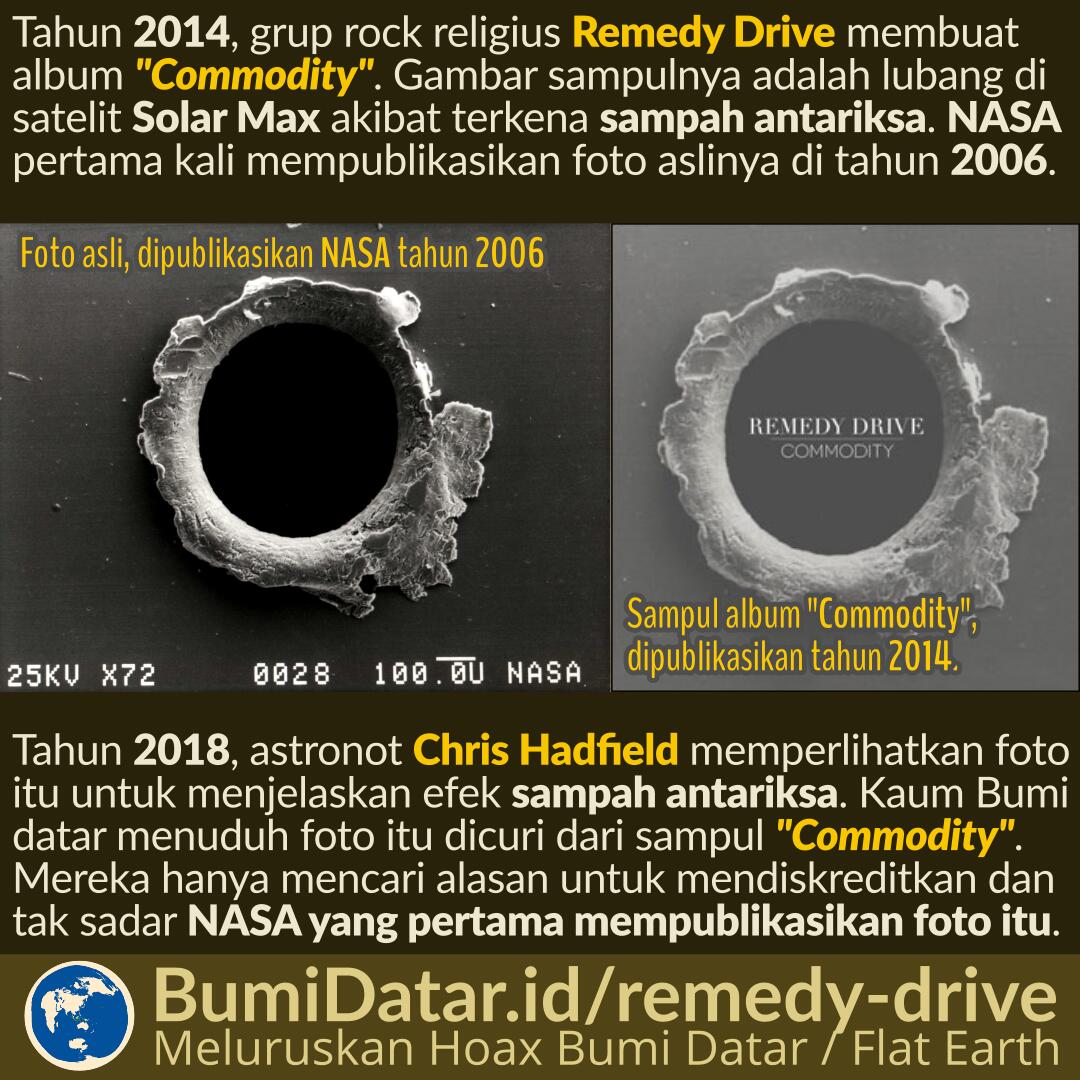 Tahun 2014, grup rock religius Remedy Drive membuat
album "Commodity". Gambar sampulnya adalah lubang di
satelit Solar Max akibat terkena sampah antariksa. NASA
pertama kali mempublikasikan foto aslinya di tahun 2006.
Foto asli, dipublikasikan NASA tahun 2006
25KV X72 0028 100.0U NASA
REMEDY DRIVE
COMMODITY
Sampul album "Commodity",
dipublikasikan tahun 2014.
Tahun 2018, astronot Chris Hadfield memperlihatkan foto
itu untuk menjelaskan efek sampah antariksa. Kaum Bumi
datar menuduh foto itu dicuri dari sampul "Commodity".
Mereka hanya mencari alasan untuk mendiskreditkan dan
tak sadar NASA yang pertama mempublikasikan foto itu.
BumiDatar.id/remedy-drive
Meluruskan Hoax Bumi Datar / Flat Earth